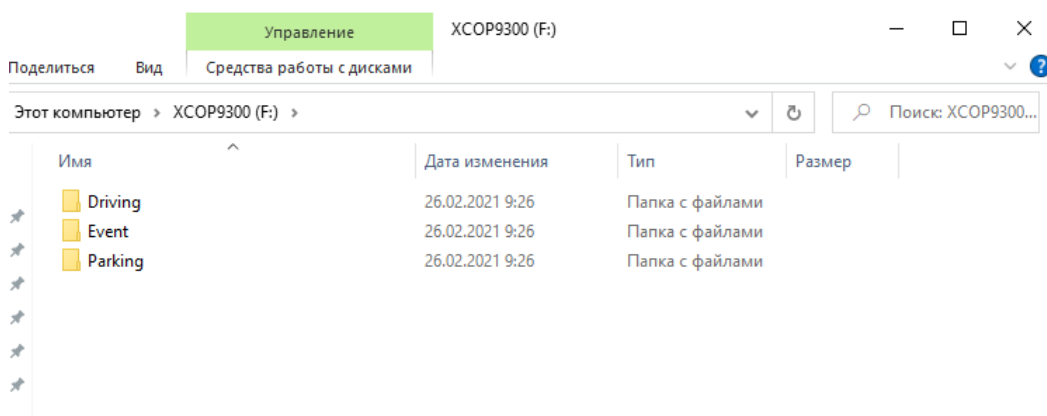 Управление XCOP9300 (F:)
Поделиться Вид Средства работы с дисками ?
Этот компьютер > XCOP9300 (F:) > Поиск: XCOP9300...
Имя Дата изменения Тип Размер
Driving 26.02.2021 9:26 Папка с файлами
Event 26.02.2021 9:26 Папка с файлами
Parking 26.02.2021 9:26 Папка с файлами